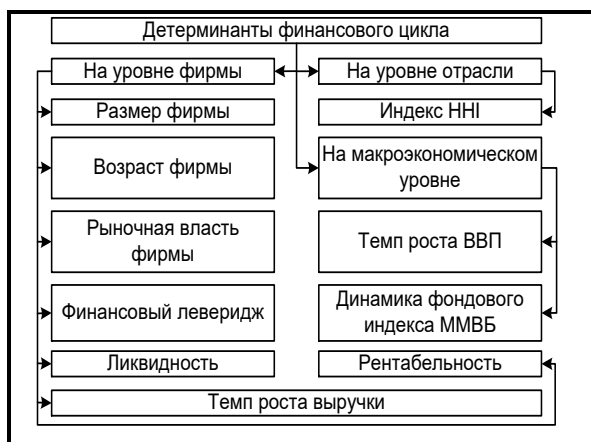 Детерминанты финансового цикла
На уровне фирмы
На уровне отрасли
Размер фирмы
Индекс HHI
Возраст фирмы
На макроэкономическом
уровне
Рыночная власть
фирмы
Темп роста ВВП
Финансовый леверидж
Динамика фондового
индекса ММВБ
Ликвидность
Рентабельность
Темп роста выручки